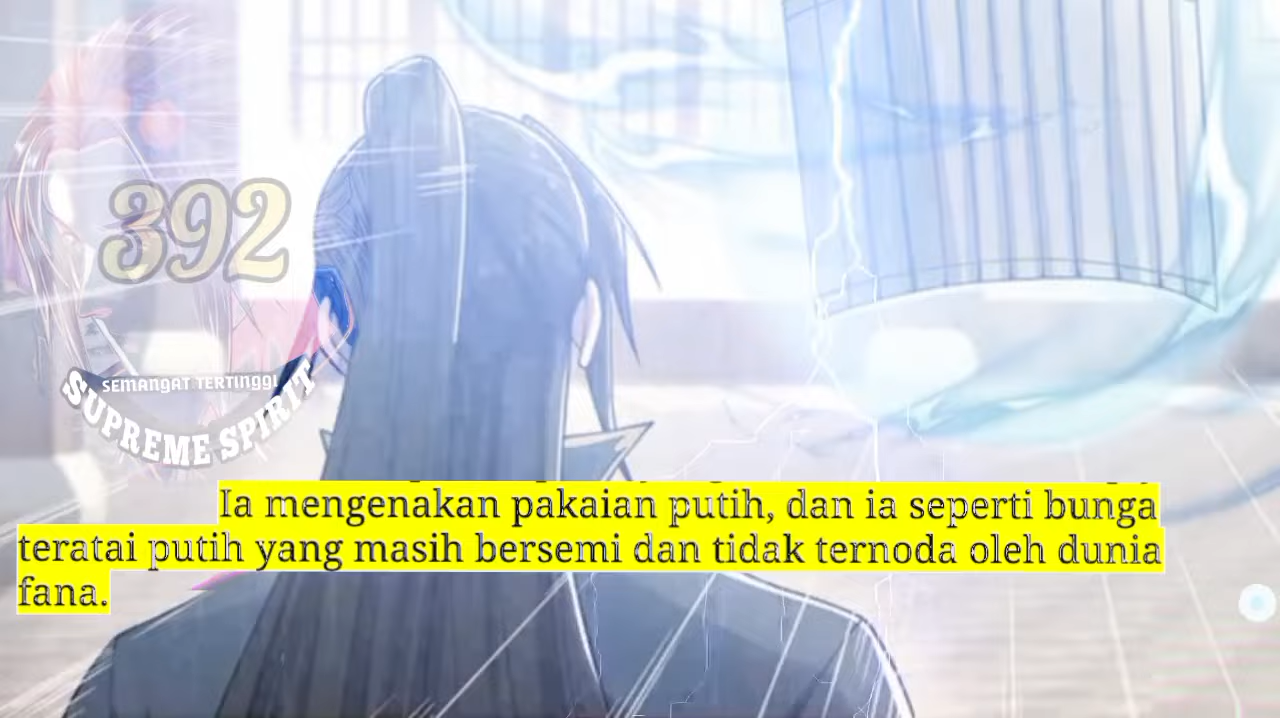 392
SEMANGAT TERTINGGI
SUPREME SPIRIT
Ia mengenakan pakaian putih, dan ia seperti bunga
teratai putih yang masih bersemi dan tidak ternoda oleh dunia
fana.